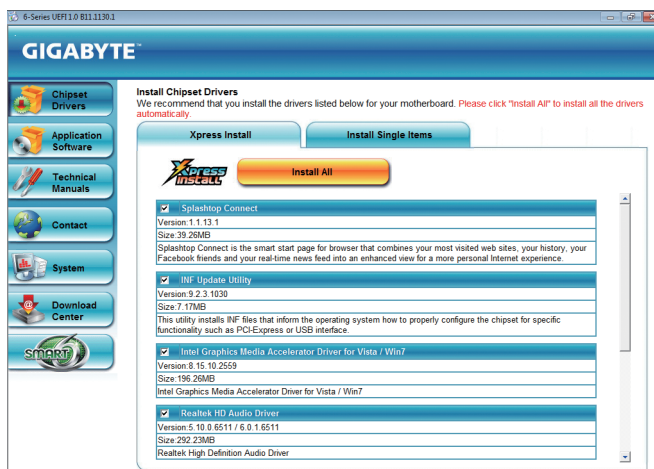 6-Series UEFI 1.0 B11.1130.1
GIGABYTE™
Chipset
Drivers
Application
Software
Technical
Manuals
Contact
System
Download
Center
SMART
Install Chipset Drivers
We recommend that you install the drivers listed below for your motherboard. Please click "Install All" to install all the drivers
automatically.
Xpress Install
Install Single Items
Xpress
INSTALL
Install All
Splashtop Connect
Version:1.1.13.1
Size:39.26MB
Splashtop Connect is the smart start page for browser that combines your most visited web sites, your history, your
Facebook friends and your real-time news feed into an enhanced view for a more personal Internet experience.
INF Update Utility
Version:9.2.3.1030
Size:7.17MB
This utility installs INF files that inform the operating system how to properly configure the chipset for specific
functionality such as PCI-Express or USB interface.
Intel Graphics Media Accelerator Driver for Vista / Win7
Version:8.15.10.2559
Size:196.26MB
Intel Graphics Media Accelerator Driver for Vista / Win7
Realtek HD Audio Driver
Version:5.10.0.6511 / 6.0.1.6511
Size:292.23MB
Realtek High Definition Audio Driver